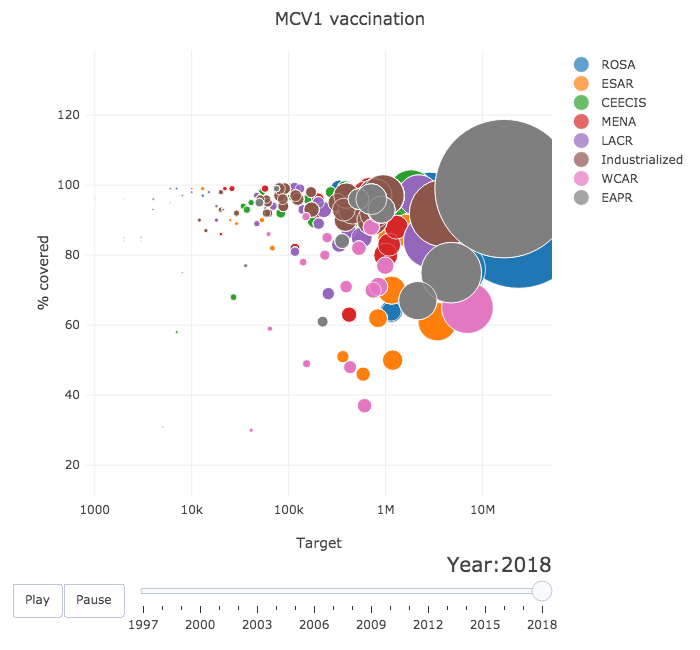 MCV1 vaccination
% covered
120
100
80
60
40
20
1000 10k 100k 1M 10M
Target
ROSA
ESAR
CEECIS
MENA
LACR
Industrialized
WCAR
EAPR
Year:2018
Play Pause
1997 2000 2003 2006 2009 2012 2015 2018